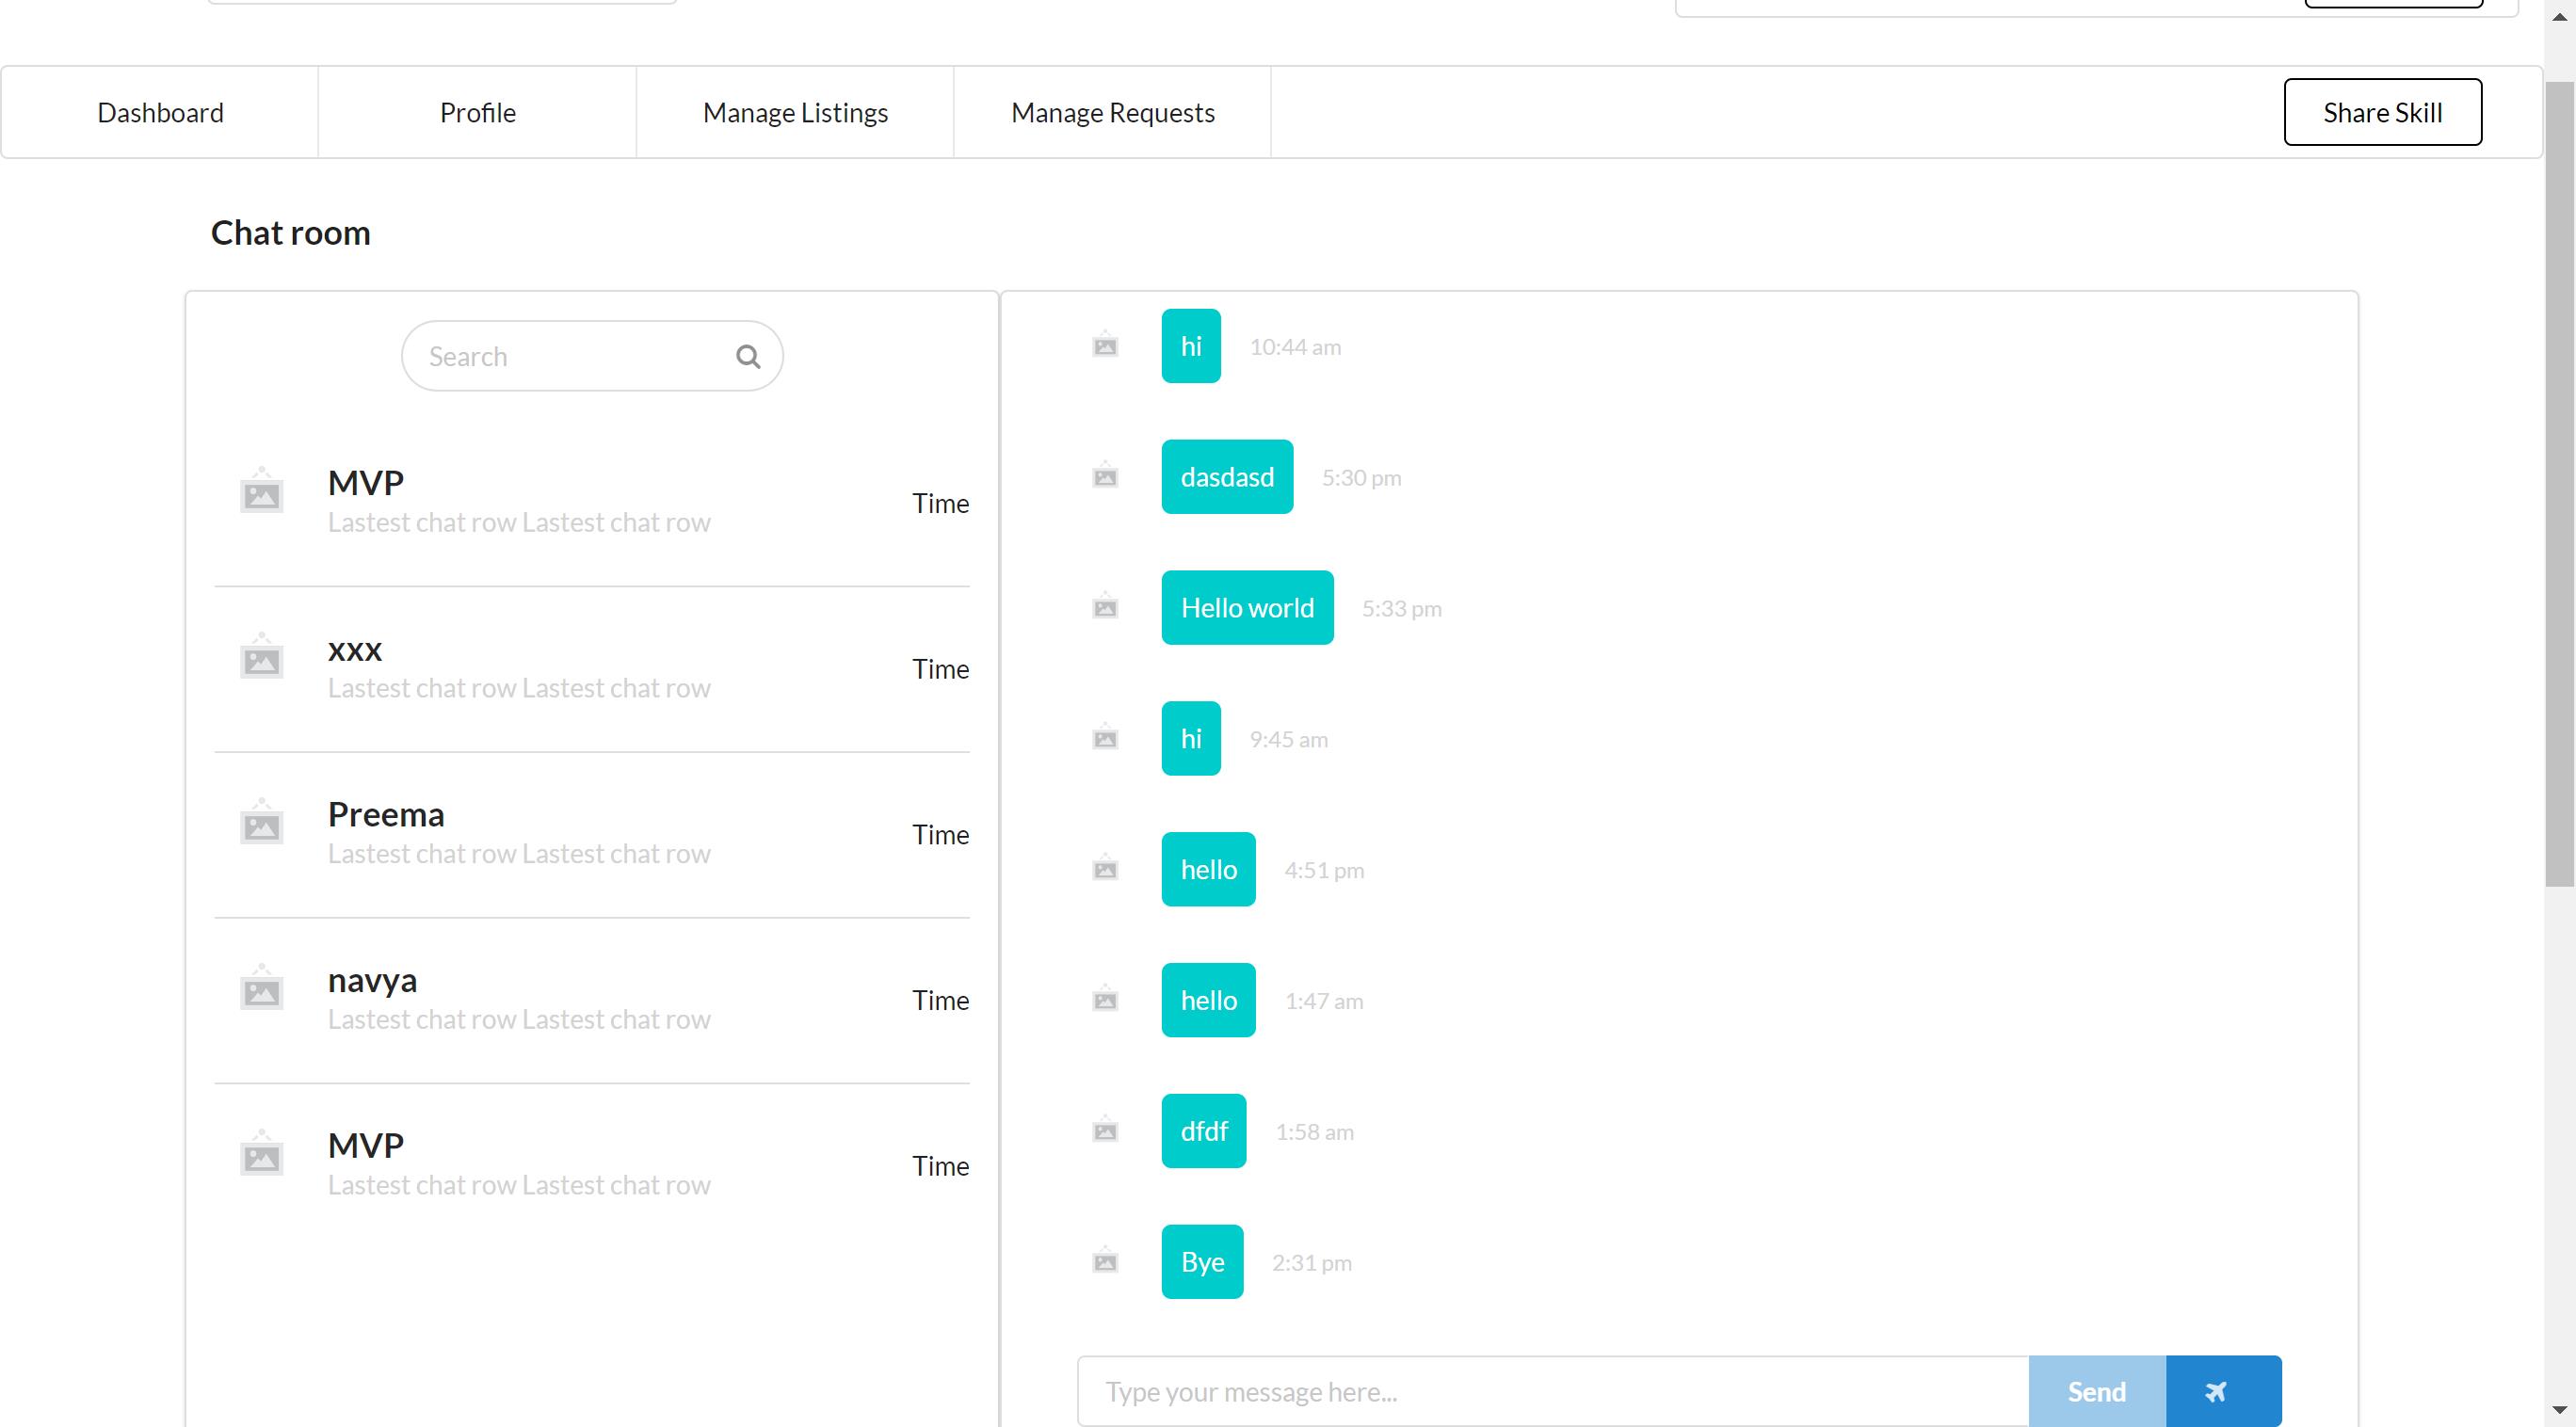 Dashboard
Profile
Manage Listings
Manage Requests
Share Skill
Chat room
Search
MVP
Lastest chat row Lastest chat row
Time
xxx
Lastest chat row Lastest chat row
Time
Preema
Lastest chat row Lastest chat row
Time
navya
Lastest chat row Lastest chat row
Time
MVP
Lastest chat row Lastest chat row
Time
hi 10:44 am
dasdasd 5:30 pm
Hello world 5:33 pm
hi 9:45 am
hello 4:51 pm
hello 1:47 am
dfdf 1:58 am
Bye 2:31 pm
Type your message here...
Send